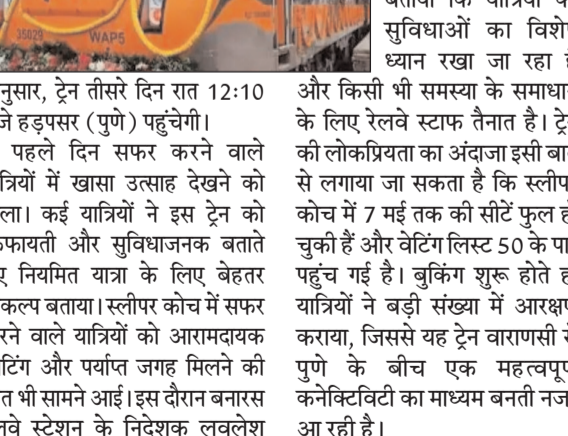 35029 WAP5
नुसार, ट्रेन तीसरे दिन रात 12:10
जे हड़पसर (पुणे) पहुंचेगी।
पहले दिन सफर करने वाले
त्रियों में खासा उत्साह देखने को
ला। कई यात्रियों ने इस ट्रेन को
फायती और सुविधाजनक बताते
ए नियमित यात्रा के लिए बेहतर
कल्प बताया। स्लीपर कोच में सफर
रने वाले यात्रियों को आरामदायक
टिंग और पर्याप्त जगह मिलने की
त भी सामने आई। इस दौरान बनारस
लवे स्टेशन के निदेशक लवलेश
सुविधाओं का विशे
ध्यान रखा जा रहा है
और किसी भी समस्या के समाधा
के लिए रेलवे स्टाफ तैनात है। ट्रे
की लोकप्रियता का अंदाजा इसी बा
से लगाया जा सकता है कि स्लीप
कोच में 7 मई तक की सीटें फुल ह
चुकी हैं और वेटिंग लिस्ट 50 के पा
पहुंच गई है। बुकिंग शुरू होते ह
यात्रियों ने बड़ी संख्या में आरक्ष
कराया, जिससे यह ट्रेन वाराणसी स
पुणे के बीच एक महत्वपू
कनेक्टिविटी का माध्यम बनती नज
आ रही है।